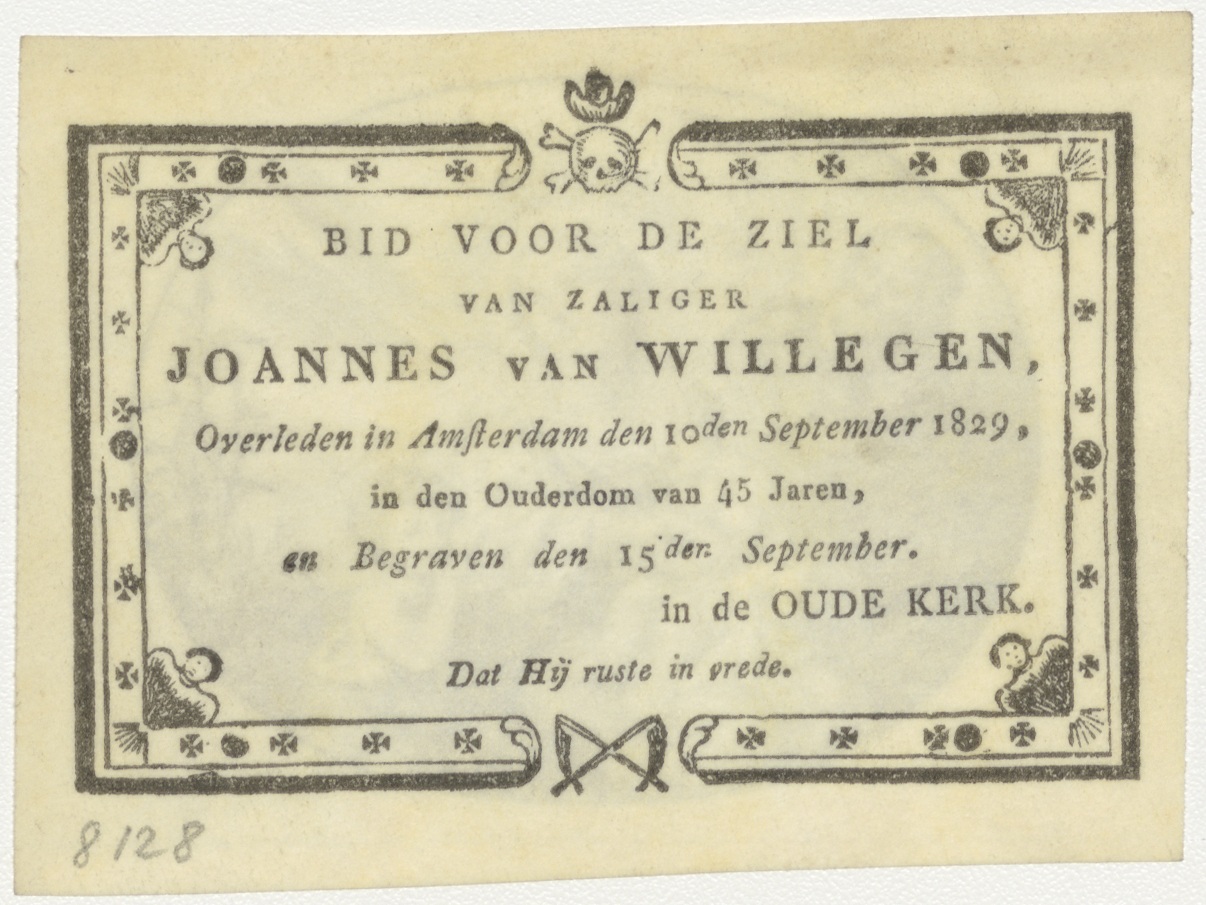 BID VOOR DE ZIEL
VAN ZALIGER
JOANNES VAN WILLEGEN,
Overleden in Amſterdam den 10den September 1829,
in den Ouderdom van 45 Jaren,
en Begraven den 15den September.
in de OUDE KERK.
Dat Hij ruste in vrede.
8128